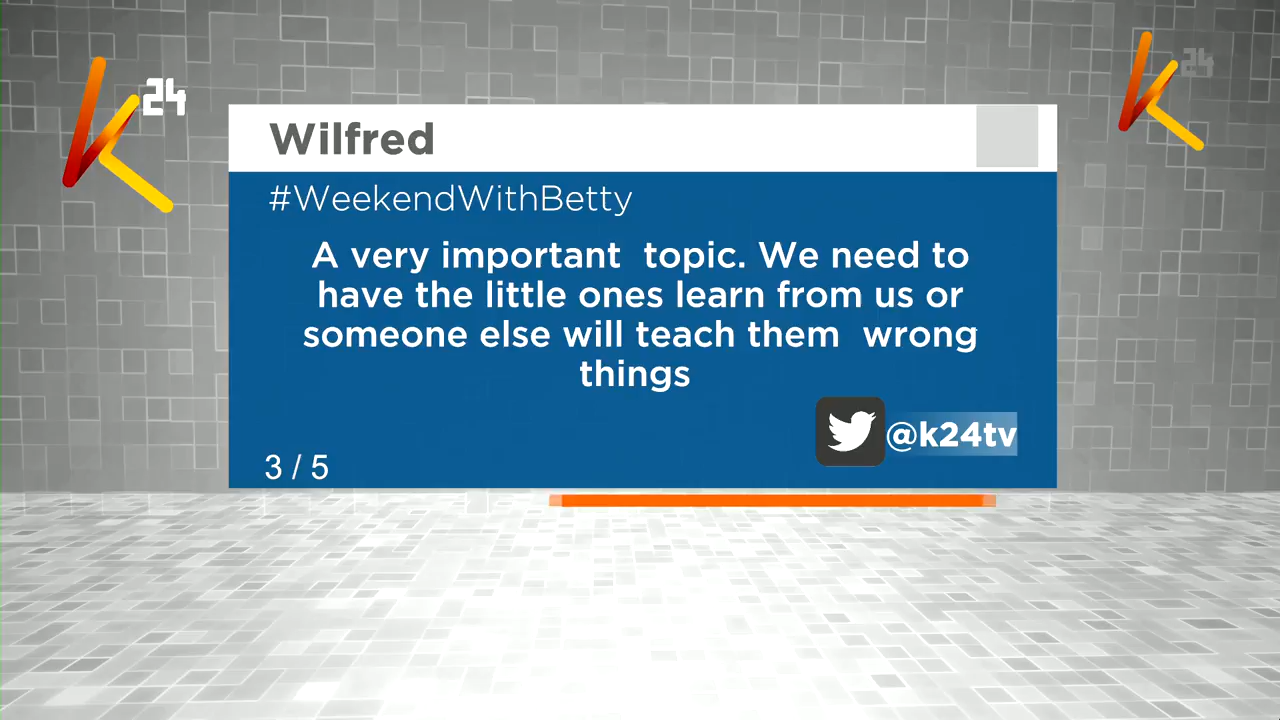 K24
K24
Wilfred
#WeekendWithBetty
A very important topic. We need to
have the little ones learn from us or
someone else will teach them wrong
things
@k24tv
3 / 5